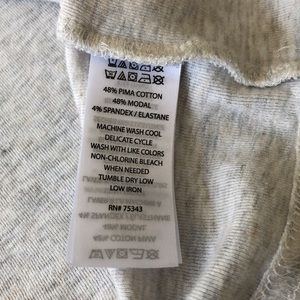 48% PIMA COTTON
48% MODAL
4% SPANDEX / ELASTANE
MACHINE WASH COOL
DELICATE CYCLE
WASH WITH LIKE COLORS
NON-CHLORINE BLEACH
WHEN NEEDED
TUMBLE DRY LOW
LOW IRON
RN# 75343